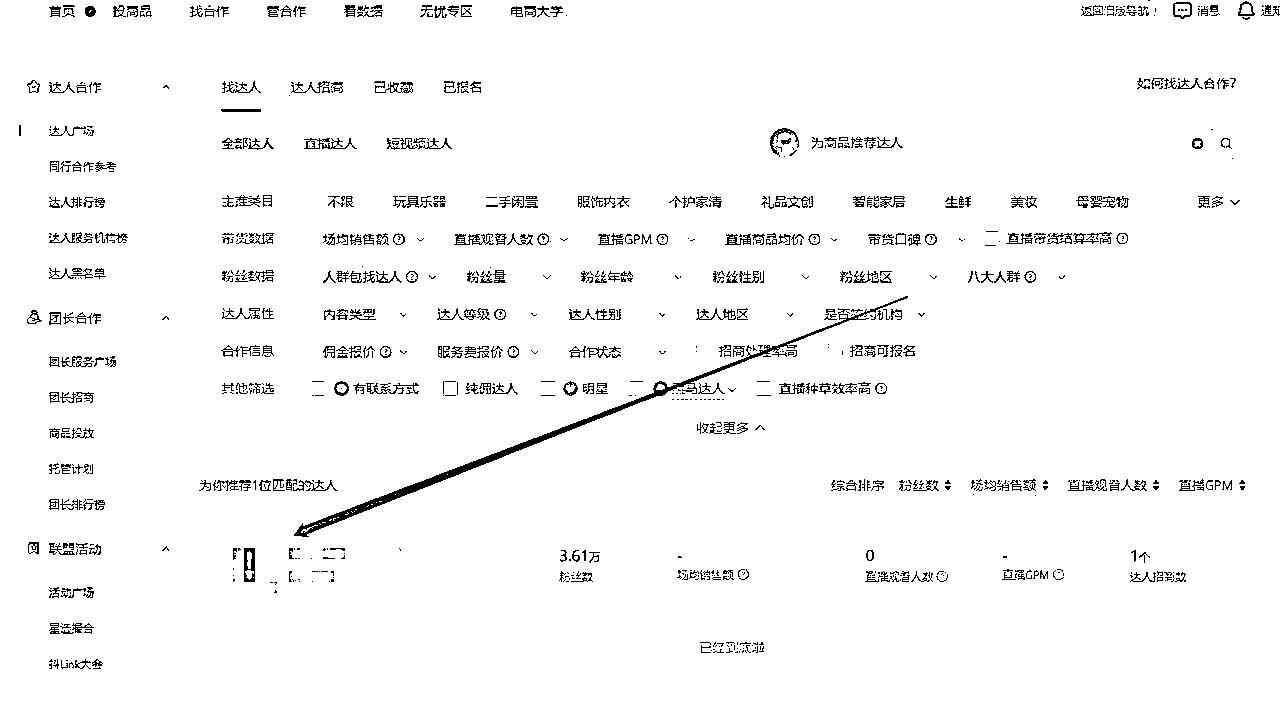 首页 投商品 找合作 管合作 看数据 无忧专区 电商大学 返回旧版导航 消息 通知
达人合作
达人广场
同行合作参考
达人排行榜
达人服务机构榜
达人黑名单
团长合作
团长服务广场
团长招商
商品投放
托管计划
团长排行榜
联盟活动
活动广场
星选撮合
抖Link大会
找达人 达人招商 已收藏 已报名 如何找达人合作?
全部达人 直播达人 短视频达人 为商品推荐达人
主推类目 不限 玩具乐器 二手闲置 服饰内衣 个护家清 礼品文创 智能家居 生鲜 美妆 母婴宠物 更多
带货数据 场均销售额 直播观看人数 直播GPM 直播商品均价 带货口碑 直播带货结算率高
粉丝数据 人群包找达人 粉丝量 粉丝年龄 粉丝性别 粉丝地区 八大人群
达人属性 内容类型 达人等级 达人性别 达人地区 是否签约机构
合作信息 佣金报价 服务费报价 合作状态 招商处理率高 招商可报名
其他筛选 有联系方式 纯佣达人 明星 黑马达人 直播种草效率高
收起更多
为你推荐1位匹配的达人 综合排序 粉丝数 场均销售额 直播观看人数 直播GPM
3.61万 - 0 - 1个
粉丝数 场均销售额 直播观看人数 直播GPM 达人招商数
已经到底啦